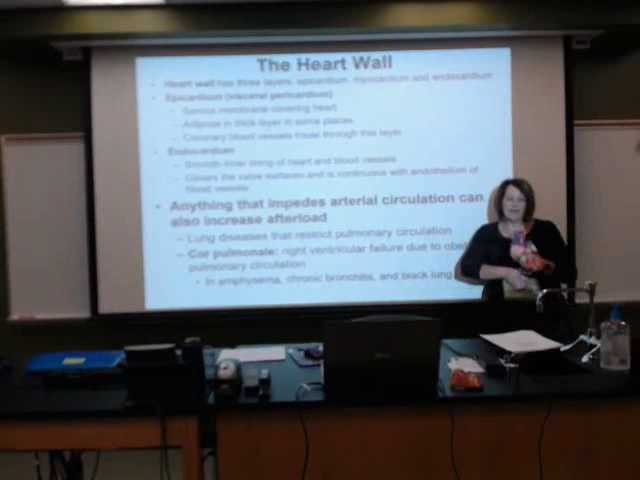 The Heart Wall
• Heart wall has three layers: epicardium, myocardium and endocardium
• Epicardium (visceral pericardium)
– Serous membrane covering heart
– Adipose in thick layer in some places
– Coronary blood vessels travel through this layer
• Endocardium
– Smooth inner lining of heart and blood vessels
– Covers the valve surfaces and is continuous with endothelium of
blood vessels
• Anything that impedes arterial circulation can
also increase afterload
– Lung diseases that restrict pulmonary circulation
– Cor pulmonale: right ventricular failure due to
pulmonary circulation
• In emphysema, chronic bronchitis, and black lung